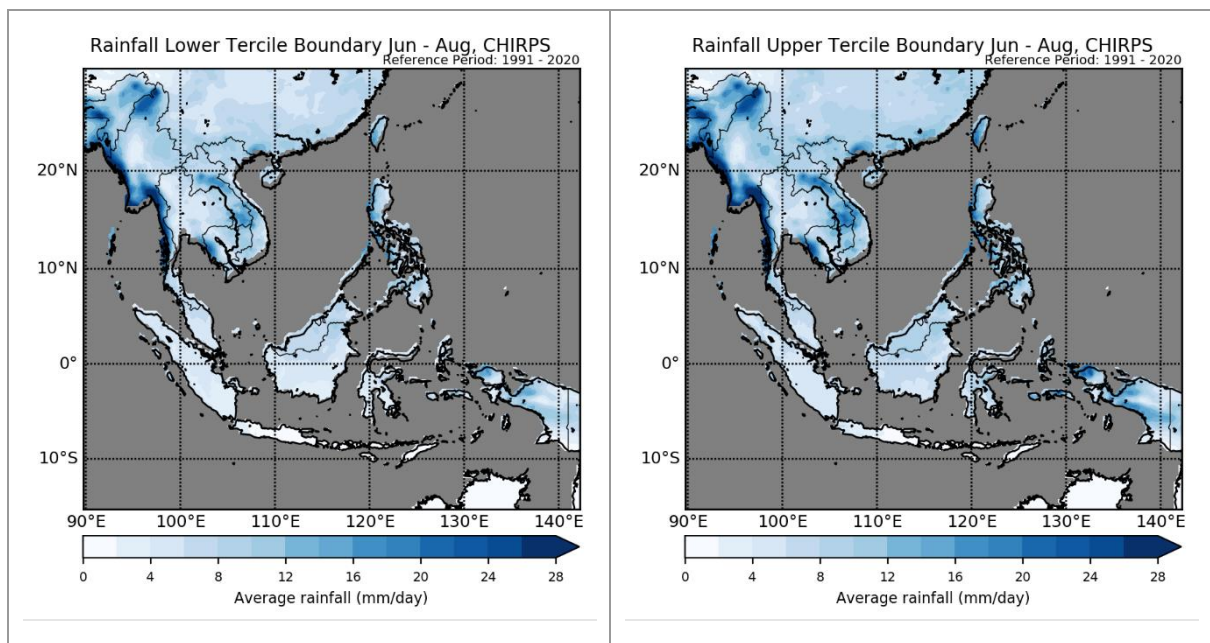 Rainfall Lower Tercile Boundary Jun - Aug, CHIRPS
Reference Period: 1991 - 2020
20°N
10°N
0°
10°S
90°E 100°E 110°E 120°E 130°E 140°E
0 4 8 12 16 20 24 28
Average rainfall (mm/day)
Rainfall Upper Tercile Boundary Jun - Aug, CHIRPS
Reference Period: 1991 - 2020
20°N
10°N
0°
10°S
90°E 100°E 110°E 120°E 130°E 140°E
0 4 8 12 16 20 24 28
Average rainfall (mm/day)